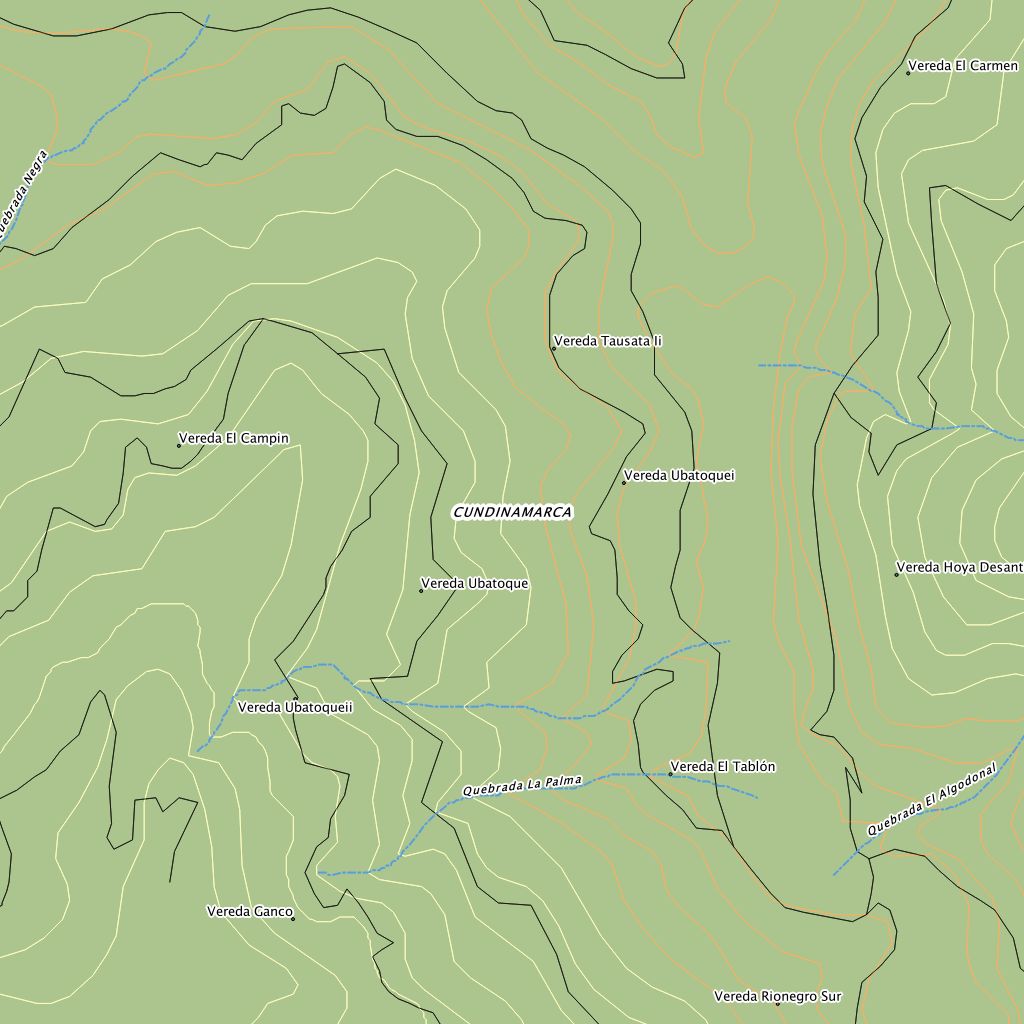 Vereda El Carmen
Quebrada Negra
Vereda Tausata Ii
Vereda El Campin
Vereda Ubatoquei
CUNDINAMARCA
Vereda Hoya Desant
Vereda Ubatoque
Vereda Ubatoqueii
Vereda El Tablón
Quebrada La Palma
Quebrada El Algodonal
Vereda Ganco
Vereda Rionegro Sur